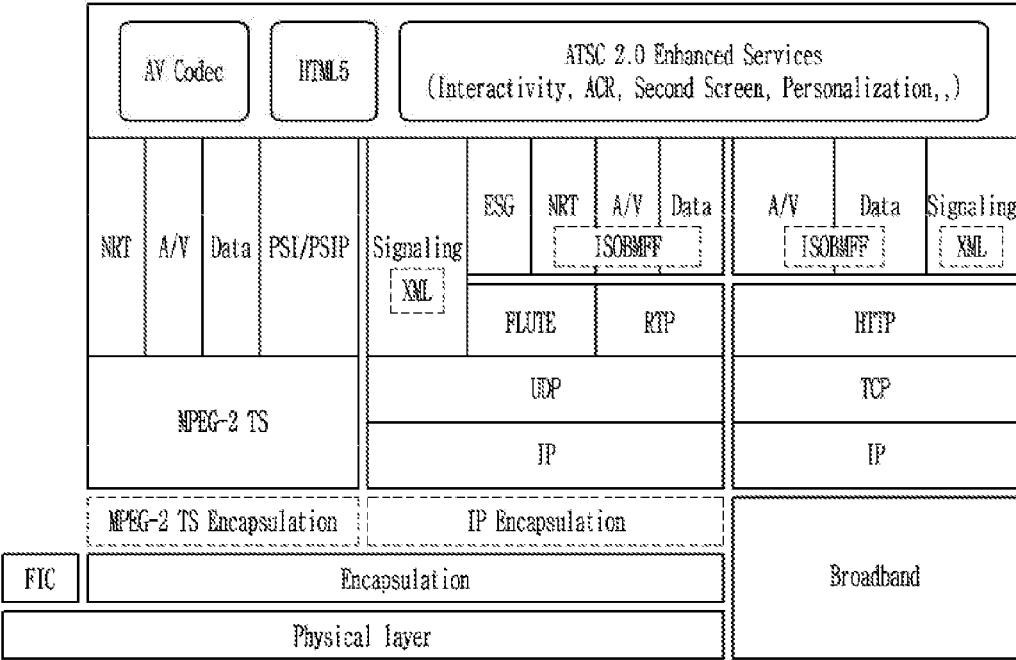 AV Codec
HTML5
ATSC 2.0 Enhanced Services
(Interactivity, ACR, Second Screen, Personalization,,)
NRT
A/V
Data
PSI/PSIP
Signaling
XML
ESG
NRT
A/V
Data
ISOBMFF
A/V
Data
ISOBMFF
Signaling
XML
FLUTE
RTP
HTTP
MPEG-2 TS
UDP
TCP
IP
IP
MPEG-2 TS Encapsulation
IP Encapsulation
Broadband
FIC
Encapsulation
Physical layer